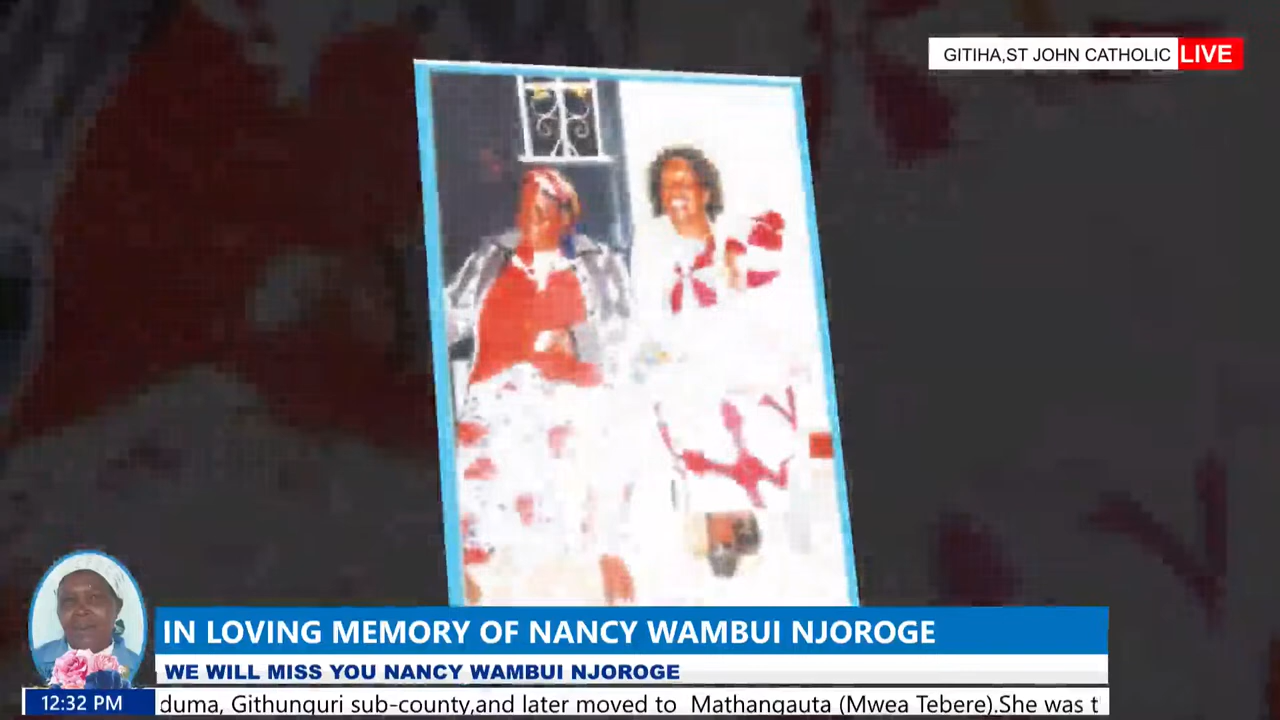 GITIHA,ST JOHN CATHOLIC LIVE
IN LOVING MEMORY OF NANCY WAMBUI NJOROGE
WE WILL MISS YOU NANCY WAMBUI NJOROGE
12:32 PM duma, Githunguri sub-county,and later moved to Mathangauta (Mwea Tebere).She was t